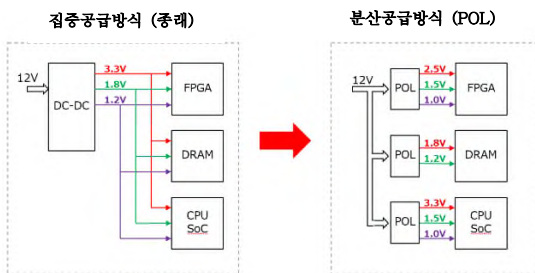 집중공급방식 (종래)
12V
DC-DC
3.3V
1.8V
1.2V
FPGA
DRAM
CPU
SoC
분산공급방식 (POL)
12V
POL
2.5V
1.5V
1.0V
FPGA
POL
1.8V
1.2V
DRAM
POL
3.3V
1.5V
1.0V
CPU
SoC